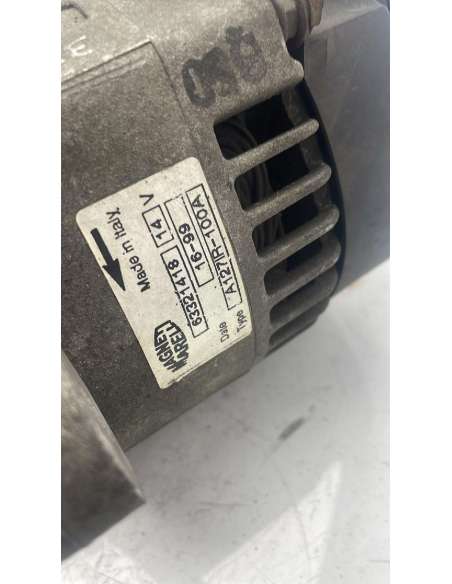 MAGNETI
MARELLI
Made in Italy.
63321418
14 V
Date
16-99
Type
A127IR-100A